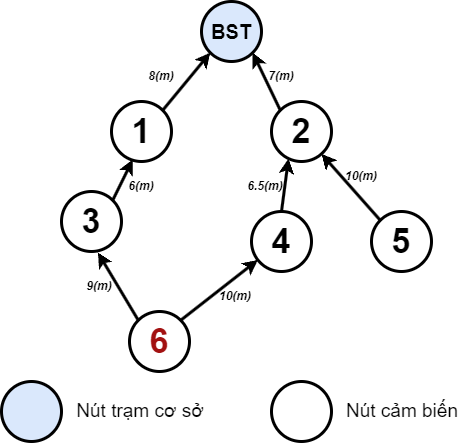 BST
8(m)
7(m)
1
2
6(m)
6.5(m)
10(m)
3
4
5
9(m)
10(m)
6
Nút trạm cơ sở
Nút cảm biến